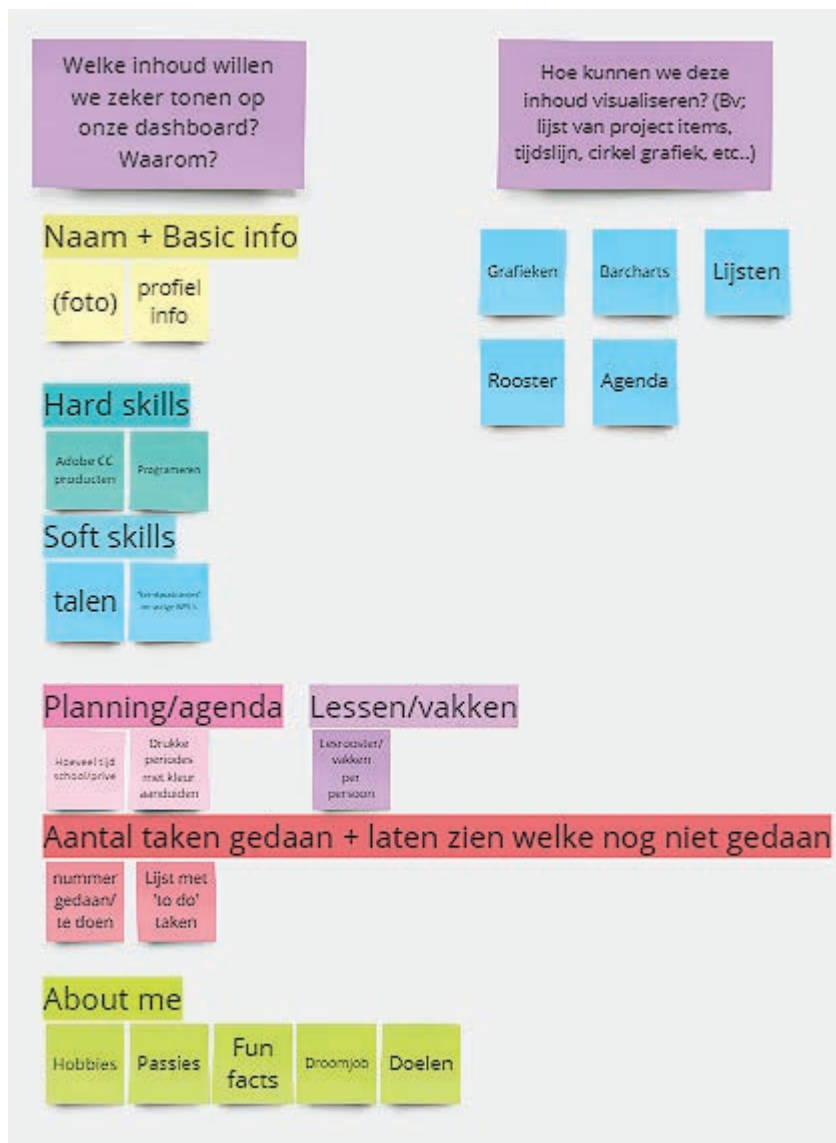 Welke inhoud willen
we zeker tonen op
onze dashboard?
Waarom?
Hoe kunnen we deze
inhoud visualiseren? (Bv;
lijst van project items,
tijdslijn, cirkel grafiek, etc..)
Naam + Basic info
(foto)
profiel
info
Grafieken
Barcharts
Lijsten
Rooster
Agenda
Hard skills
Adobe CC
producten
Programeren
Soft skills
talen
Planning/agenda
Hoeveel tijd
school/prive
Drukke
periodes
met kleur
aanduiden
Lessen/vakken
Lesrooster/
vakken
per
persoon
Aantal taken gedaan + laten zien welke nog niet gedaan
nummer
gedaan/
te doen
Lijst met
'to do'
taken
About me
Hobbies
Passies
Fun
facts
Droomjob
Doelen